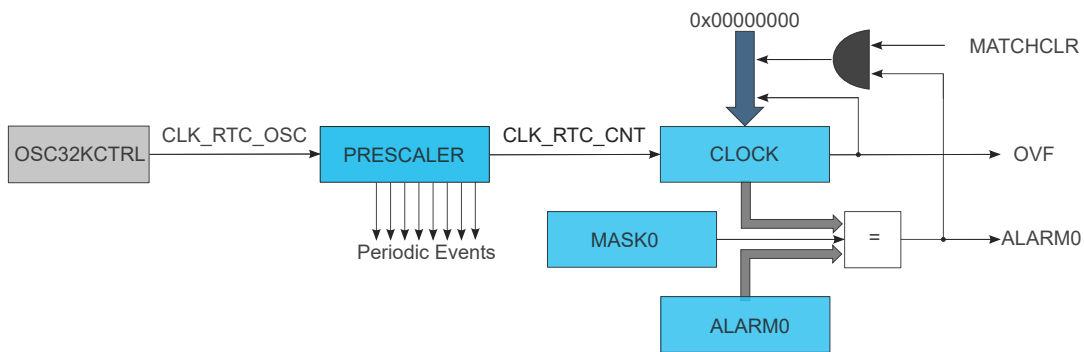 0x00000000
MATCHCLR
OSC32KCTRL
CLK_RTC_OSC
PRESCALER
CLK_RTC_CNT
CLOCK
OVF
Periodic Events
MASK0
=
ALARM0
ALARM0